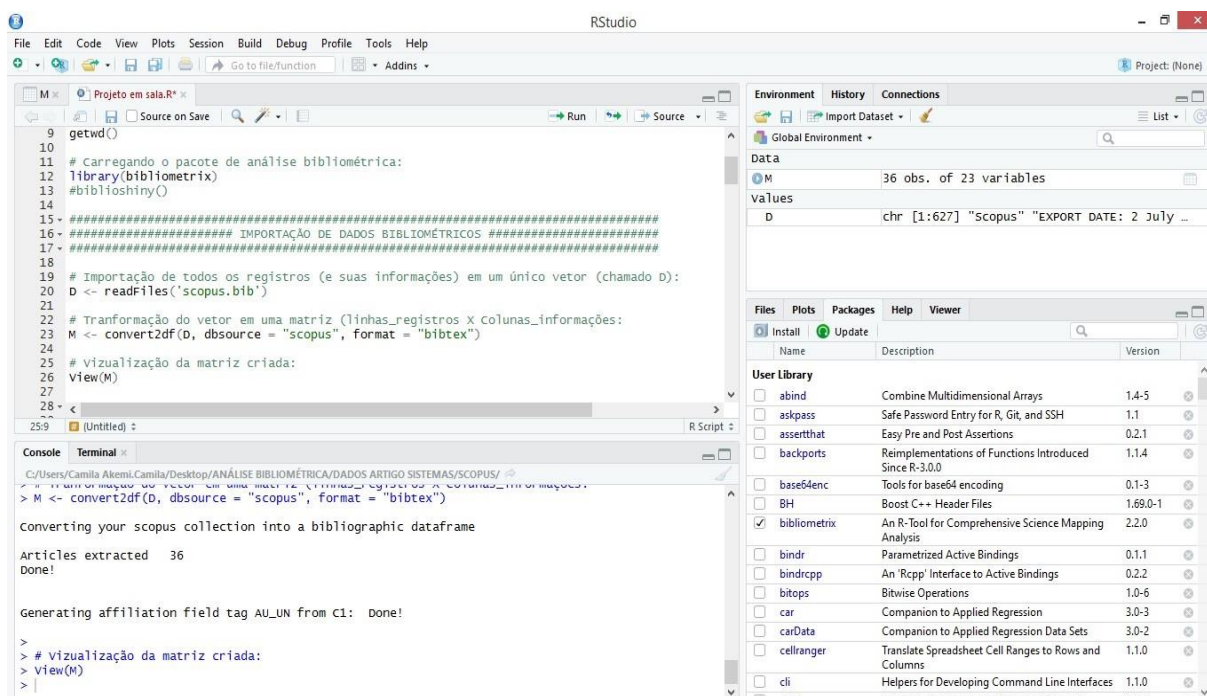 RStudio
File Edit Code View Plots Session Build Debug Profile Tools Help
Go to file/function Addins Project: (None)
M Projeto em sala.R*
Source on Save Run Source
9 getwd()
10
11 # Carregando o pacote de análise bibliométrica:
12 library(bibliometrix)
13 #biblioshiny()
14
15 ###################################################################################
16 ####################### IMPORTAÇÃO DE DADOS BIBLIOMÉTRICOS ########################
17 ###################################################################################
18
19 # Importação de todos os registros (e suas informações) em um único vetor (chamado D):
20 D <- readFiles('scopus.bib')
21
22 # Tranformação do vetor em uma matriz (linhas_registros X Colunas_informações:
23 M <- convert2df(D, dbsource = "scopus", format = "bibtex")
24
25 # Vizualização da matriz criada:
26 View(M)
27
28
25:9 (Untitled) R Script
Console Terminal
C:/Users/Camila Akemi.Camila/Desktop/ANÁLISE BIBLIOMÉTRICA/DADOS ARTIGO SISTEMAS/SCOPUS/
> # Tranformação do vetor em uma matriz (linhas_registros X Colunas_informações:
> M <- convert2df(D, dbsource = "scopus", format = "bibtex")
Converting your scopus collection into a bibliographic dataframe
Articles extracted 36
Done!
Generating affiliation field tag AU_UN from C1: Done!
>
> # Vizualização da matriz criada:
> View(M)
>
Environment History Connections
Import Dataset List
Global Environment
Data
M 36 obs. of 23 variables
Values
D chr [1:627] "Scopus" "EXPORT DATE: 2 July …
Files Plots Packages Help Viewer
Install Update
Name Description Version
User Library
abind Combine Multidimensional Arrays 1.4-5
askpass Safe Password Entry for R, Git, and SSH 1.1
assertthat Easy Pre and Post Assertions 0.2.1
backports Reimplementations of Functions Introduced 1.1.4
Since R-3.0.0
base64enc Tools for base64 encoding 0.1-3
BH Boost C++ Header Files 1.69.0-1
bibliometrix An R-Tool for Comprehensive Science Mapping 2.2.0
Analysis
bindr Parametrized Active Bindings 0.1.1
bindrcpp An 'Rcpp' Interface to Active Bindings 0.2.2
bitops Bitwise Operations 1.0-6
car Companion to Applied Regression 3.0-3
carData Companion to Applied Regression Data Sets 3.0-2
cellranger Translate Spreadsheet Cell Ranges to Rows and 1.1.0
Columns
cli Helpers for Developing Command Line Interfaces 1.1.0